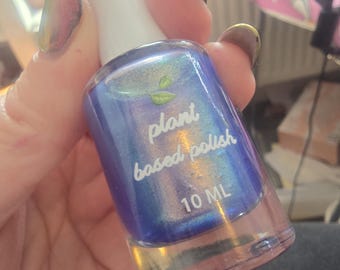 plant
based polish
10 ML